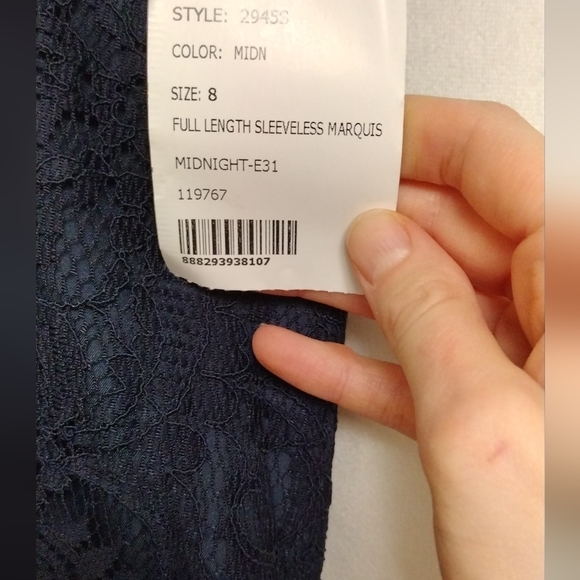 STYLE: 2945S
COLOR: MIDN
SIZE: 8
FULL LENGTH SLEEVELESS MARQUIS
MIDNIGHT-E31
119767
888293938107